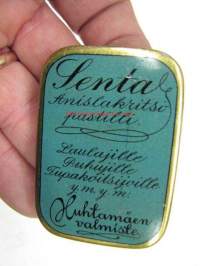 Senta
Anislakritsi
pastilli
Laulajille
Puhujille
Tupakoitsijoille
y.m.y.m.
Huhtamäen
valmiste